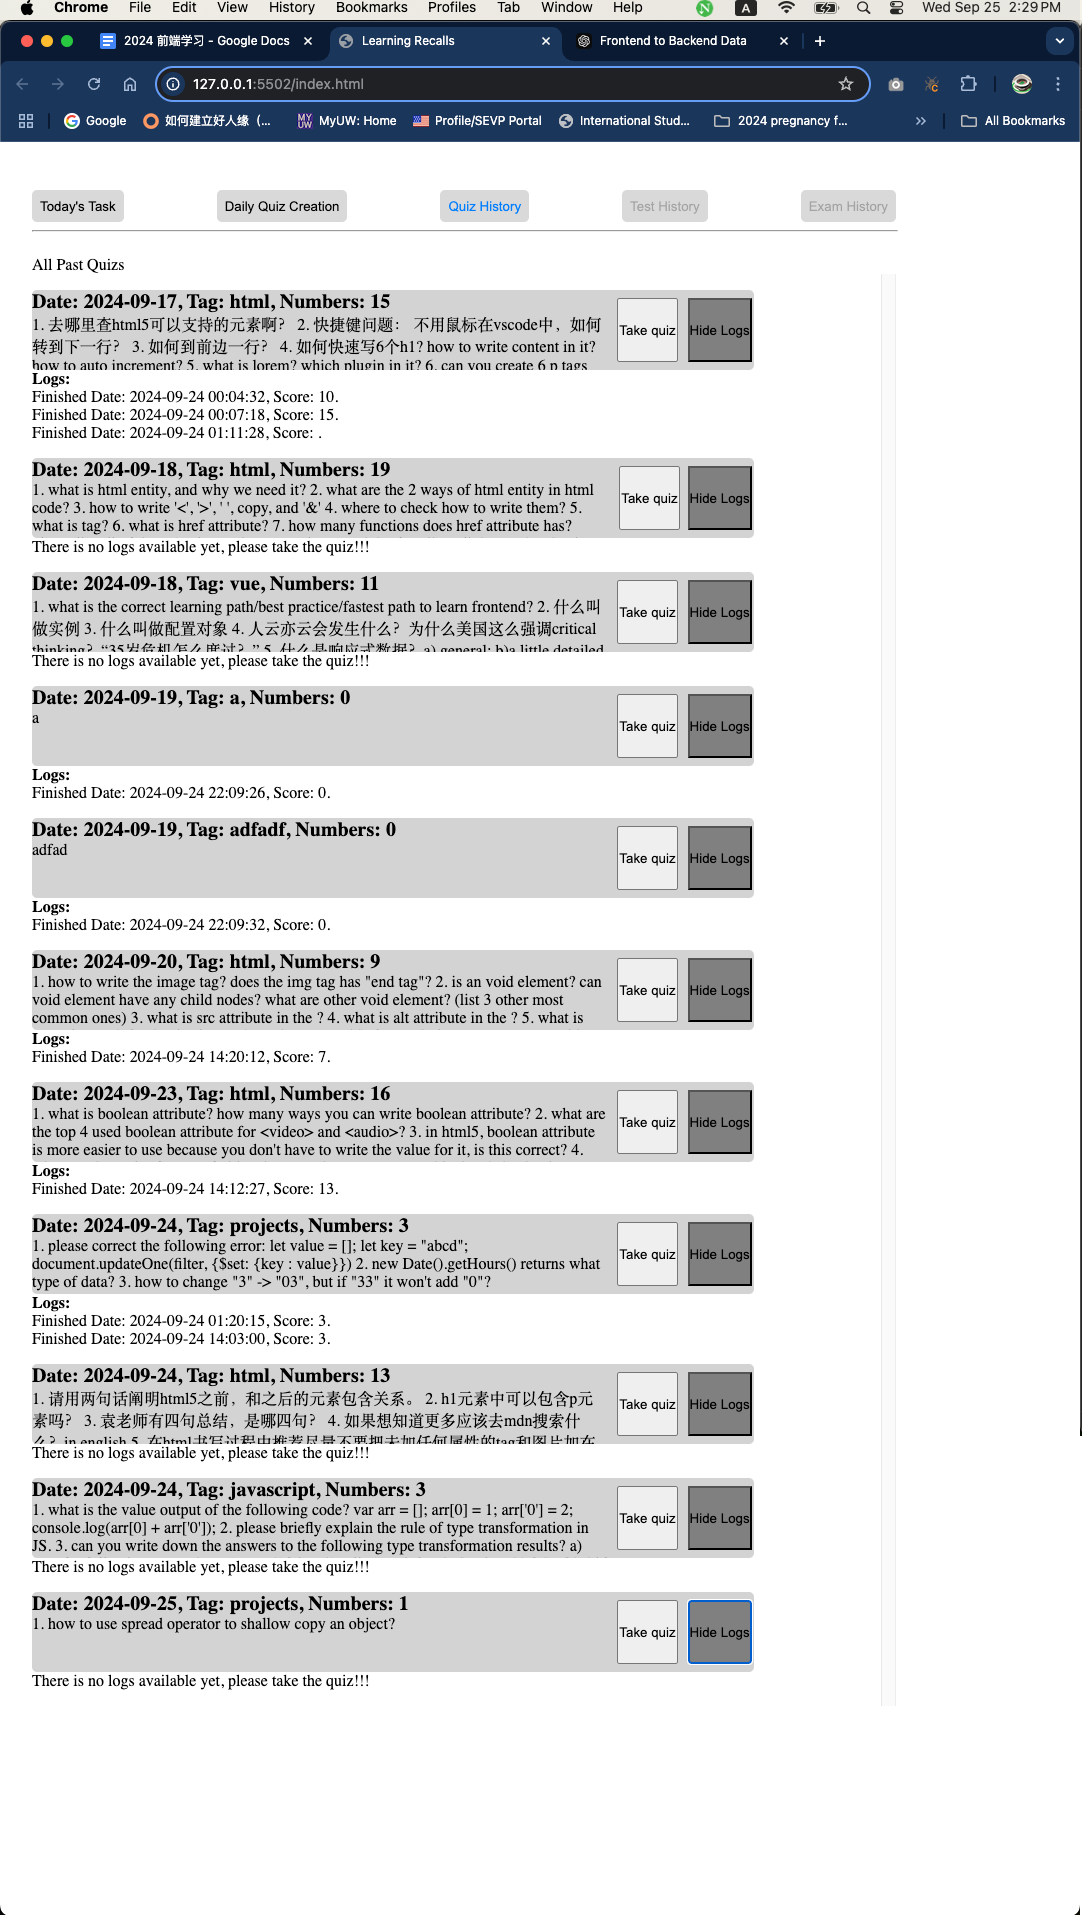 Chrome File Edit View History Bookmarks Profiles Tab Window Help N A Wed Sep 25 2:29 PM
2024 前端学习 - Google Docs Learning Recalls Frontend to Backend Data
127.0.0.1:5502/index.html
Google 如何建立好人缘（... MyUW: Home Profile/SEVP Portal International Stud... 2024 pregnancy f... All Bookmarks
Today's Task Daily Quiz Creation Quiz History Test History Exam History
All Past Quizs
Date: 2024-09-17, Tag: html, Numbers: 15
1. 去哪里查html5可以支持的元素啊？ 2. 快捷键问题： 不用鼠标在vscode中，如何
转到下一行？ 3. 如何到前边一行？ 4. 如何快速写6个h1? how to write content in it?
how to auto increment? 5. what is lorem? which plugin in it? 6. can you create 6 p tags
Take quiz Hide Logs
Logs:
Finished Date: 2024-09-24 00:04:32, Score: 10.
Finished Date: 2024-09-24 00:07:18, Score: 15.
Finished Date: 2024-09-24 01:11:28, Score: .
Date: 2024-09-18, Tag: html, Numbers: 19
1. what is html entity, and why we need it? 2. what are the 2 ways of html entity in html
code? 3. how to write '<', '>', ' ', copy, and '&' 4. where to check how to write them? 5.
what is tag? 6. what is href attribute? 7. how many functions does href attribute has?
Take quiz Hide Logs
There is no logs available yet, please take the quiz!!!
Date: 2024-09-18, Tag: vue, Numbers: 11
1. what is the correct learning path/best practice/fastest path to learn frontend? 2. 什么叫
做实例 3. 什么叫做配置对象 4. 人云亦云会发生什么？为什么美国这么强调critical
thinking? “35岁危机怎么度过？” 5. 什么是响应式数据？a) general; b)a little detailed
Take quiz Hide Logs
There is no logs available yet, please take the quiz!!!
Date: 2024-09-19, Tag: a, Numbers: 0
a
Take quiz Hide Logs
Logs:
Finished Date: 2024-09-24 22:09:26, Score: 0.
Date: 2024-09-19, Tag: adfadf, Numbers: 0
adfad
Take quiz Hide Logs
Logs:
Finished Date: 2024-09-24 22:09:32, Score: 0.
Date: 2024-09-20, Tag: html, Numbers: 9
1. how to write the image tag? does the img tag has "end tag"? 2. is an void element? can
void element have any child nodes? what are other void element? (list 3 other most
common ones) 3. what is src attribute in the ? 4. what is alt attribute in the ? 5. what is
Take quiz Hide Logs
Logs:
Finished Date: 2024-09-24 14:20:12, Score: 7.
Date: 2024-09-23, Tag: html, Numbers: 16
1. what is boolean attribute? how many ways you can write boolean attribute? 2. what are
the top 4 used boolean attribute for <video> and <audio>? 3. in html5, boolean attribute
is more easier to use because you don't have to write the value for it, is this correct? 4.
Take quiz Hide Logs
Logs:
Finished Date: 2024-09-24 14:12:27, Score: 13.
Date: 2024-09-24, Tag: projects, Numbers: 3
1. please correct the following error: let value = []; let key = "abcd";
document.updateOne(filter, {$set: {key : value}}) 2. new Date().getHours() returns what
type of data? 3. how to change "3" -> "03", but if "33" it won't add "0"?
Take quiz Hide Logs
Logs:
Finished Date: 2024-09-24 01:20:15, Score: 3.
Finished Date: 2024-09-24 14:03:00, Score: 3.
Date: 2024-09-24, Tag: html, Numbers: 13
1. 请用两句话阐明html5之前，和之后的元素包含关系。 2. h1元素中可以包含p元
素吗？ 3. 袁老师有四句总结，是哪四句？ 4. 如果想知道更多应该去mdn搜索什
么？in english 5. 在html书写过程中推荐尽量不要把未加任何属性的tag和图片加在
Take quiz Hide Logs
There is no logs available yet, please take the quiz!!!
Date: 2024-09-24, Tag: javascript, Numbers: 3
1. what is the value output of the following code? var arr = []; arr[0] = 1; arr['0'] = 2;
console.log(arr[0] + arr['0']); 2. please briefly explain the rule of type transformation in
JS. 3. can you write down the answers to the following type transformation results? a)
Take quiz Hide Logs
There is no logs available yet, please take the quiz!!!
Date: 2024-09-25, Tag: projects, Numbers: 1
1. how to use spread operator to shallow copy an object?
Take quiz Hide Logs
There is no logs available yet, please take the quiz!!!